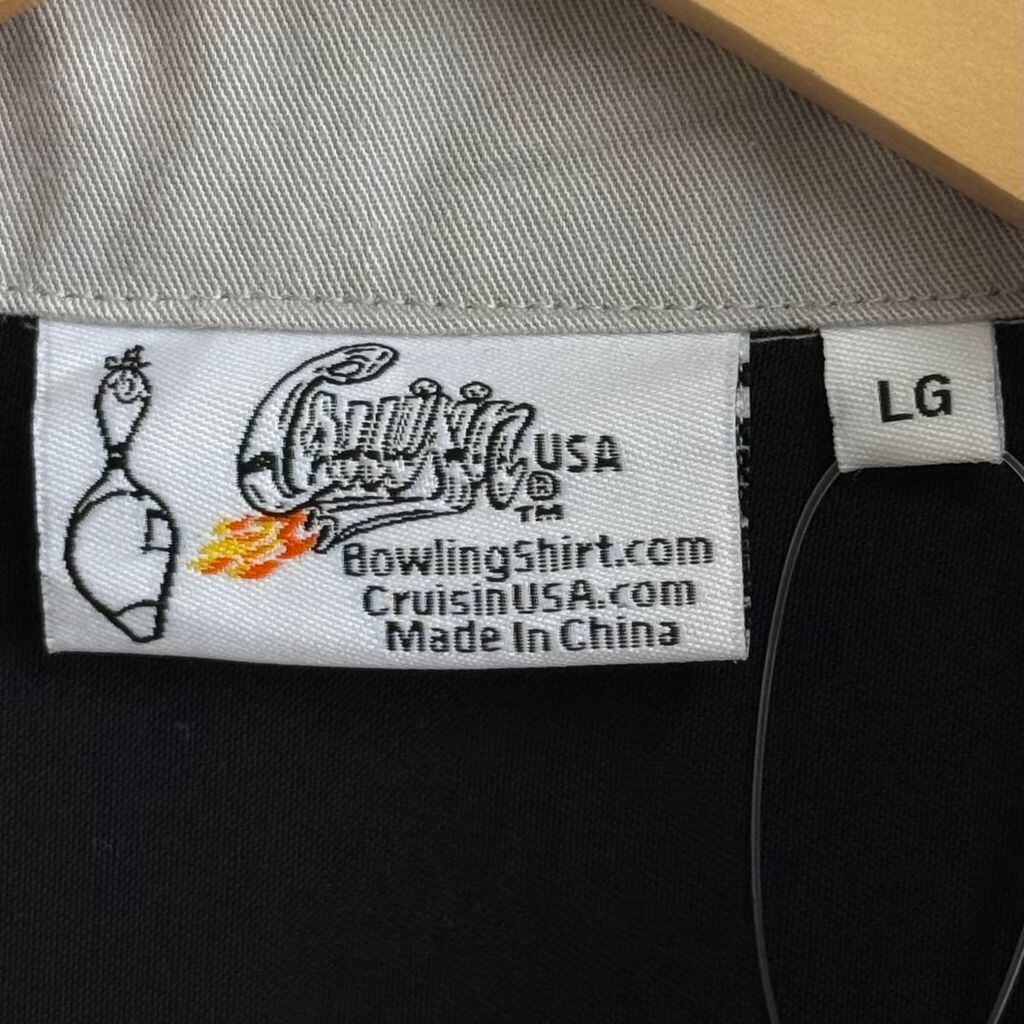 Cruisin USA
®
TM
BowlingShirt.com
CruisinUSA.com
Made In China
LG